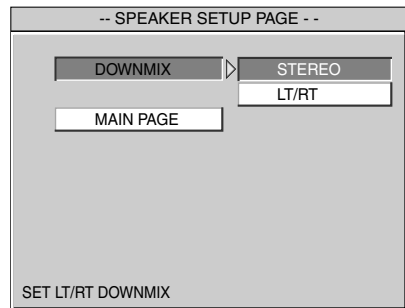 -- SPEAKER SETUP PAGE - -
DOWNMIX
STEREO
LT/RT
MAIN PAGE
SET LT/RT DOWNMIX